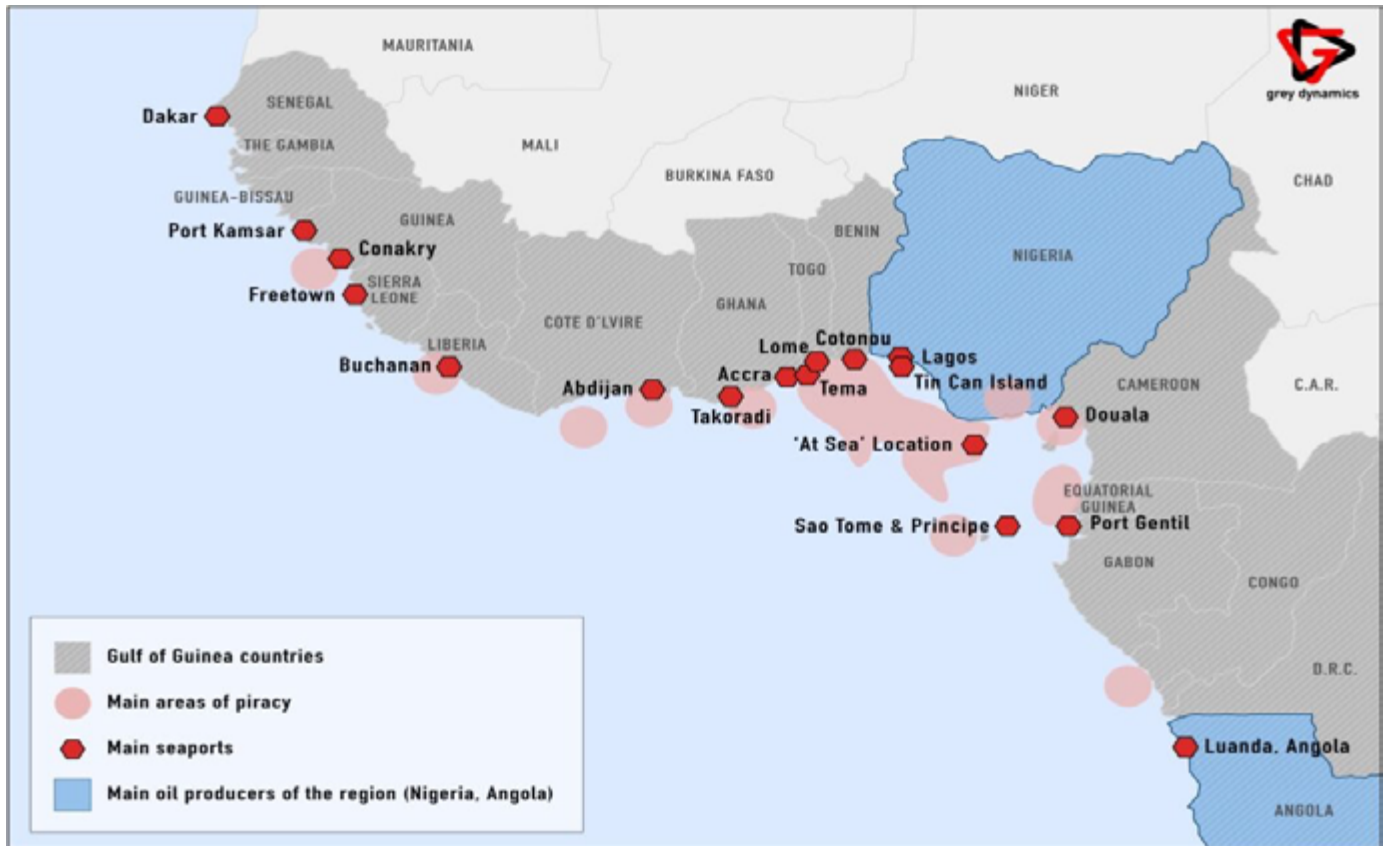 MAURITANIA
grey dynamics
NIGER
SENEGAL
Dakar
THE GAMBIA
MALI
BURKINA FASO
CHAD
GUINEA-BISSAU
GUINEA
Port Kamsar
Conakry
BENIN
NIGERIA
TOGO
SIERRA
LEONE
Freetown
GHANA
COTE D'LVIRE
LIBERIA
Buchanan
Lome
Cotonou
Lagos
Accra
Tema
Tin Can Island
Abdijan
Takoradi
CAMEROON
C.A.R.
Douala
'At Sea' Location
EQUATORIAL
GUINEA
Sao Tome & Principe
Port Gentil
GABON
CONGO
D.R.C.
Luanda. Angola
ANGOLA
Gulf of Guinea countries
Main areas of piracy
Main seaports
Main oil producers of the region (Nigeria, Angola)